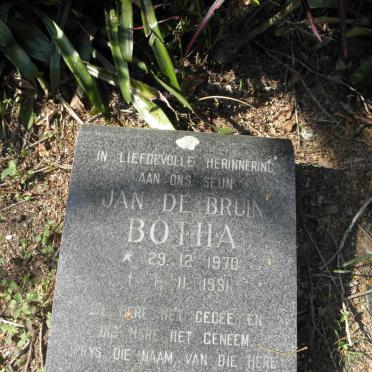 IN LIEFDEVOLLE HERINNERING
AAN ONS SEUN
JAN DE BRUIN
BOTHA
* 29. 12. 1970
† 11. 1991
DIE HERE HET GEGEE EN
DIE HERE HET GENEEM
PRYS DIE NAAM VAN DIE HERE